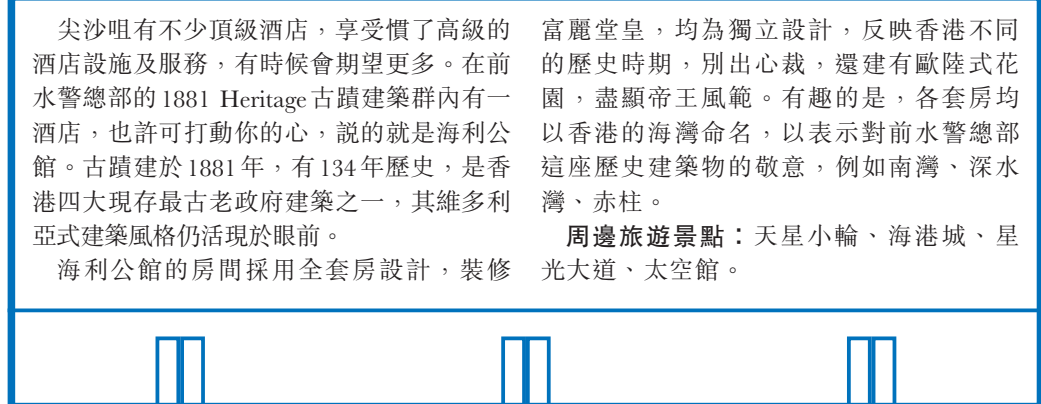 尖沙咀有不少頂級酒店，享受慣了高級的
酒店設施及服務，有時候會期望更多。在前
水警總部的1881 Heritage古蹟建築群內有一
酒店，也許可打動你的心，説的就是海利公
館。古蹟建於1881年，有134年歷史，是香
港四大現存最古老政府建築之一，其維多利
亞式建築風格仍活現於眼前。
海利公館的房間採用全套房設計，裝修
富麗堂皇，均為獨立設計，反映香港不同
的歷史時期，別出心裁，還建有歐陸式花
園，盡顯帝王風範。有趣的是，各套房均
以香港的海灣命名，以表示對前水警總部
這座歷史建築物的敬意，例如南灣、深水
灣、赤柱。
周邊旅遊景點：天星小輪、海港城、星
光大道、太空館。